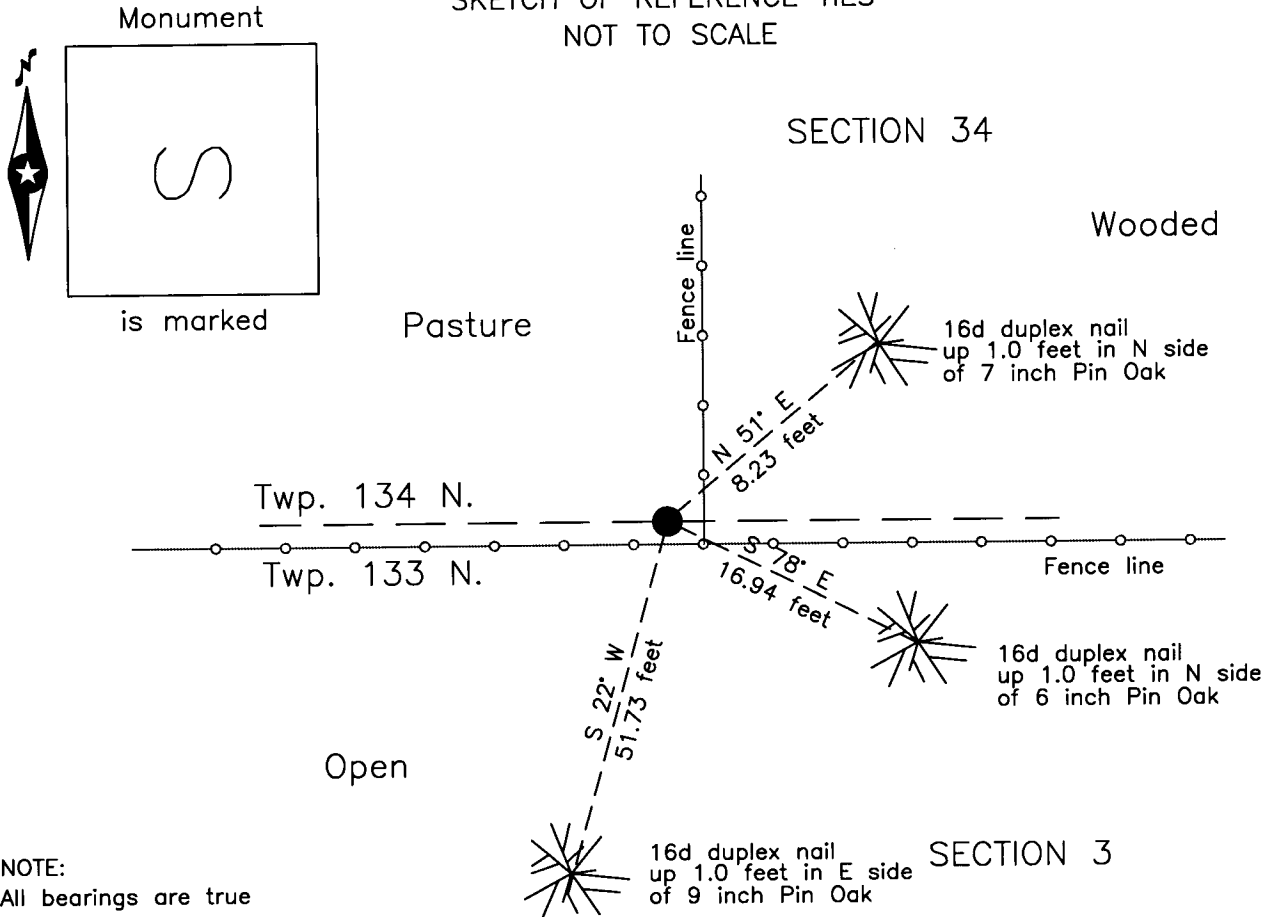 SKETCH OF REFERENCE TIES
NOT TO SCALE
Monument
N
S
is marked
SECTION 34
Wooded
Pasture
Fence line
16d duplex nail
up 1.0 feet in N side
of 7 inch Pin Oak
N 51° E
8.23 feet
Twp. 134 N.
Twp. 133 N.
S 78° E
16.94 feet
Fence line
16d duplex nail
up 1.0 feet in N side
of 6 inch Pin Oak
S 22° W
51.73 feet
Open
16d duplex nail
up 1.0 feet in E side
of 9 inch Pin Oak
SECTION 3
NOTE:
All bearings are true